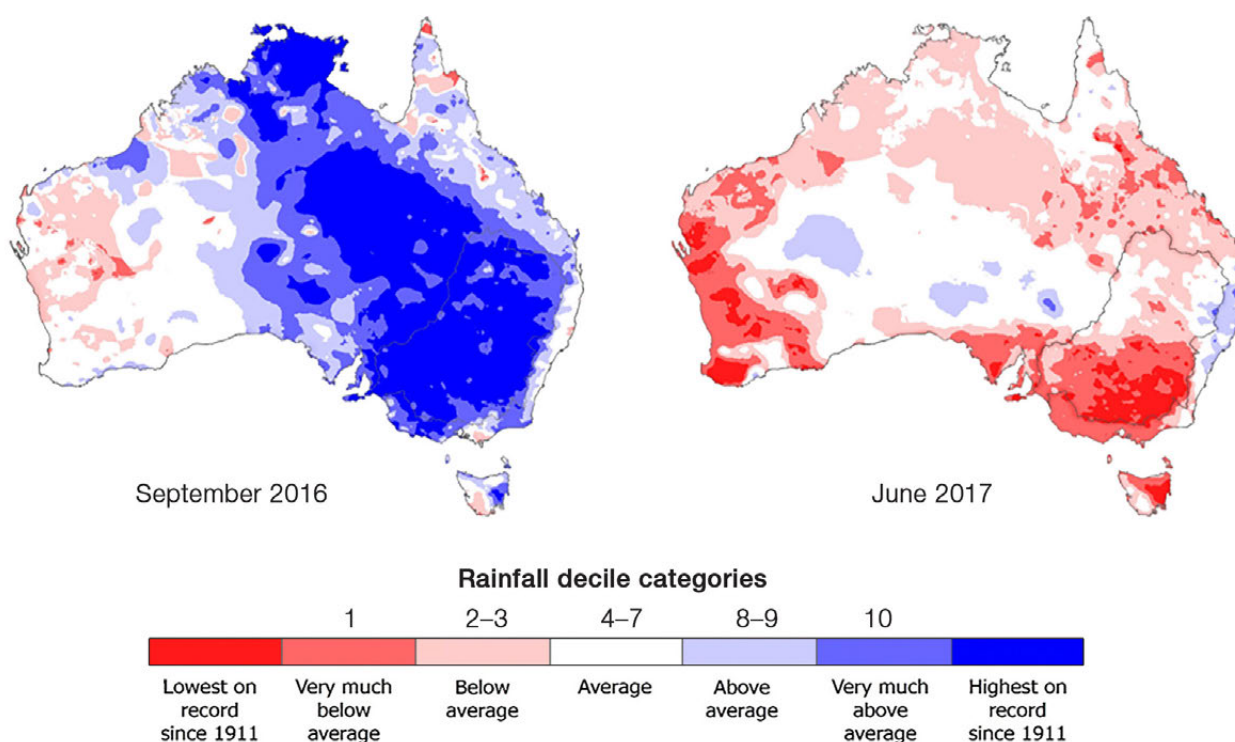 September 2016
June 2017
Rainfall decile categories
1
2–3
4–7
8–9
10
Lowest on
record
since 1911
Very much
below
average
Below
average
Average
Above
average
Very much
above
average
Highest on
record
since 1911